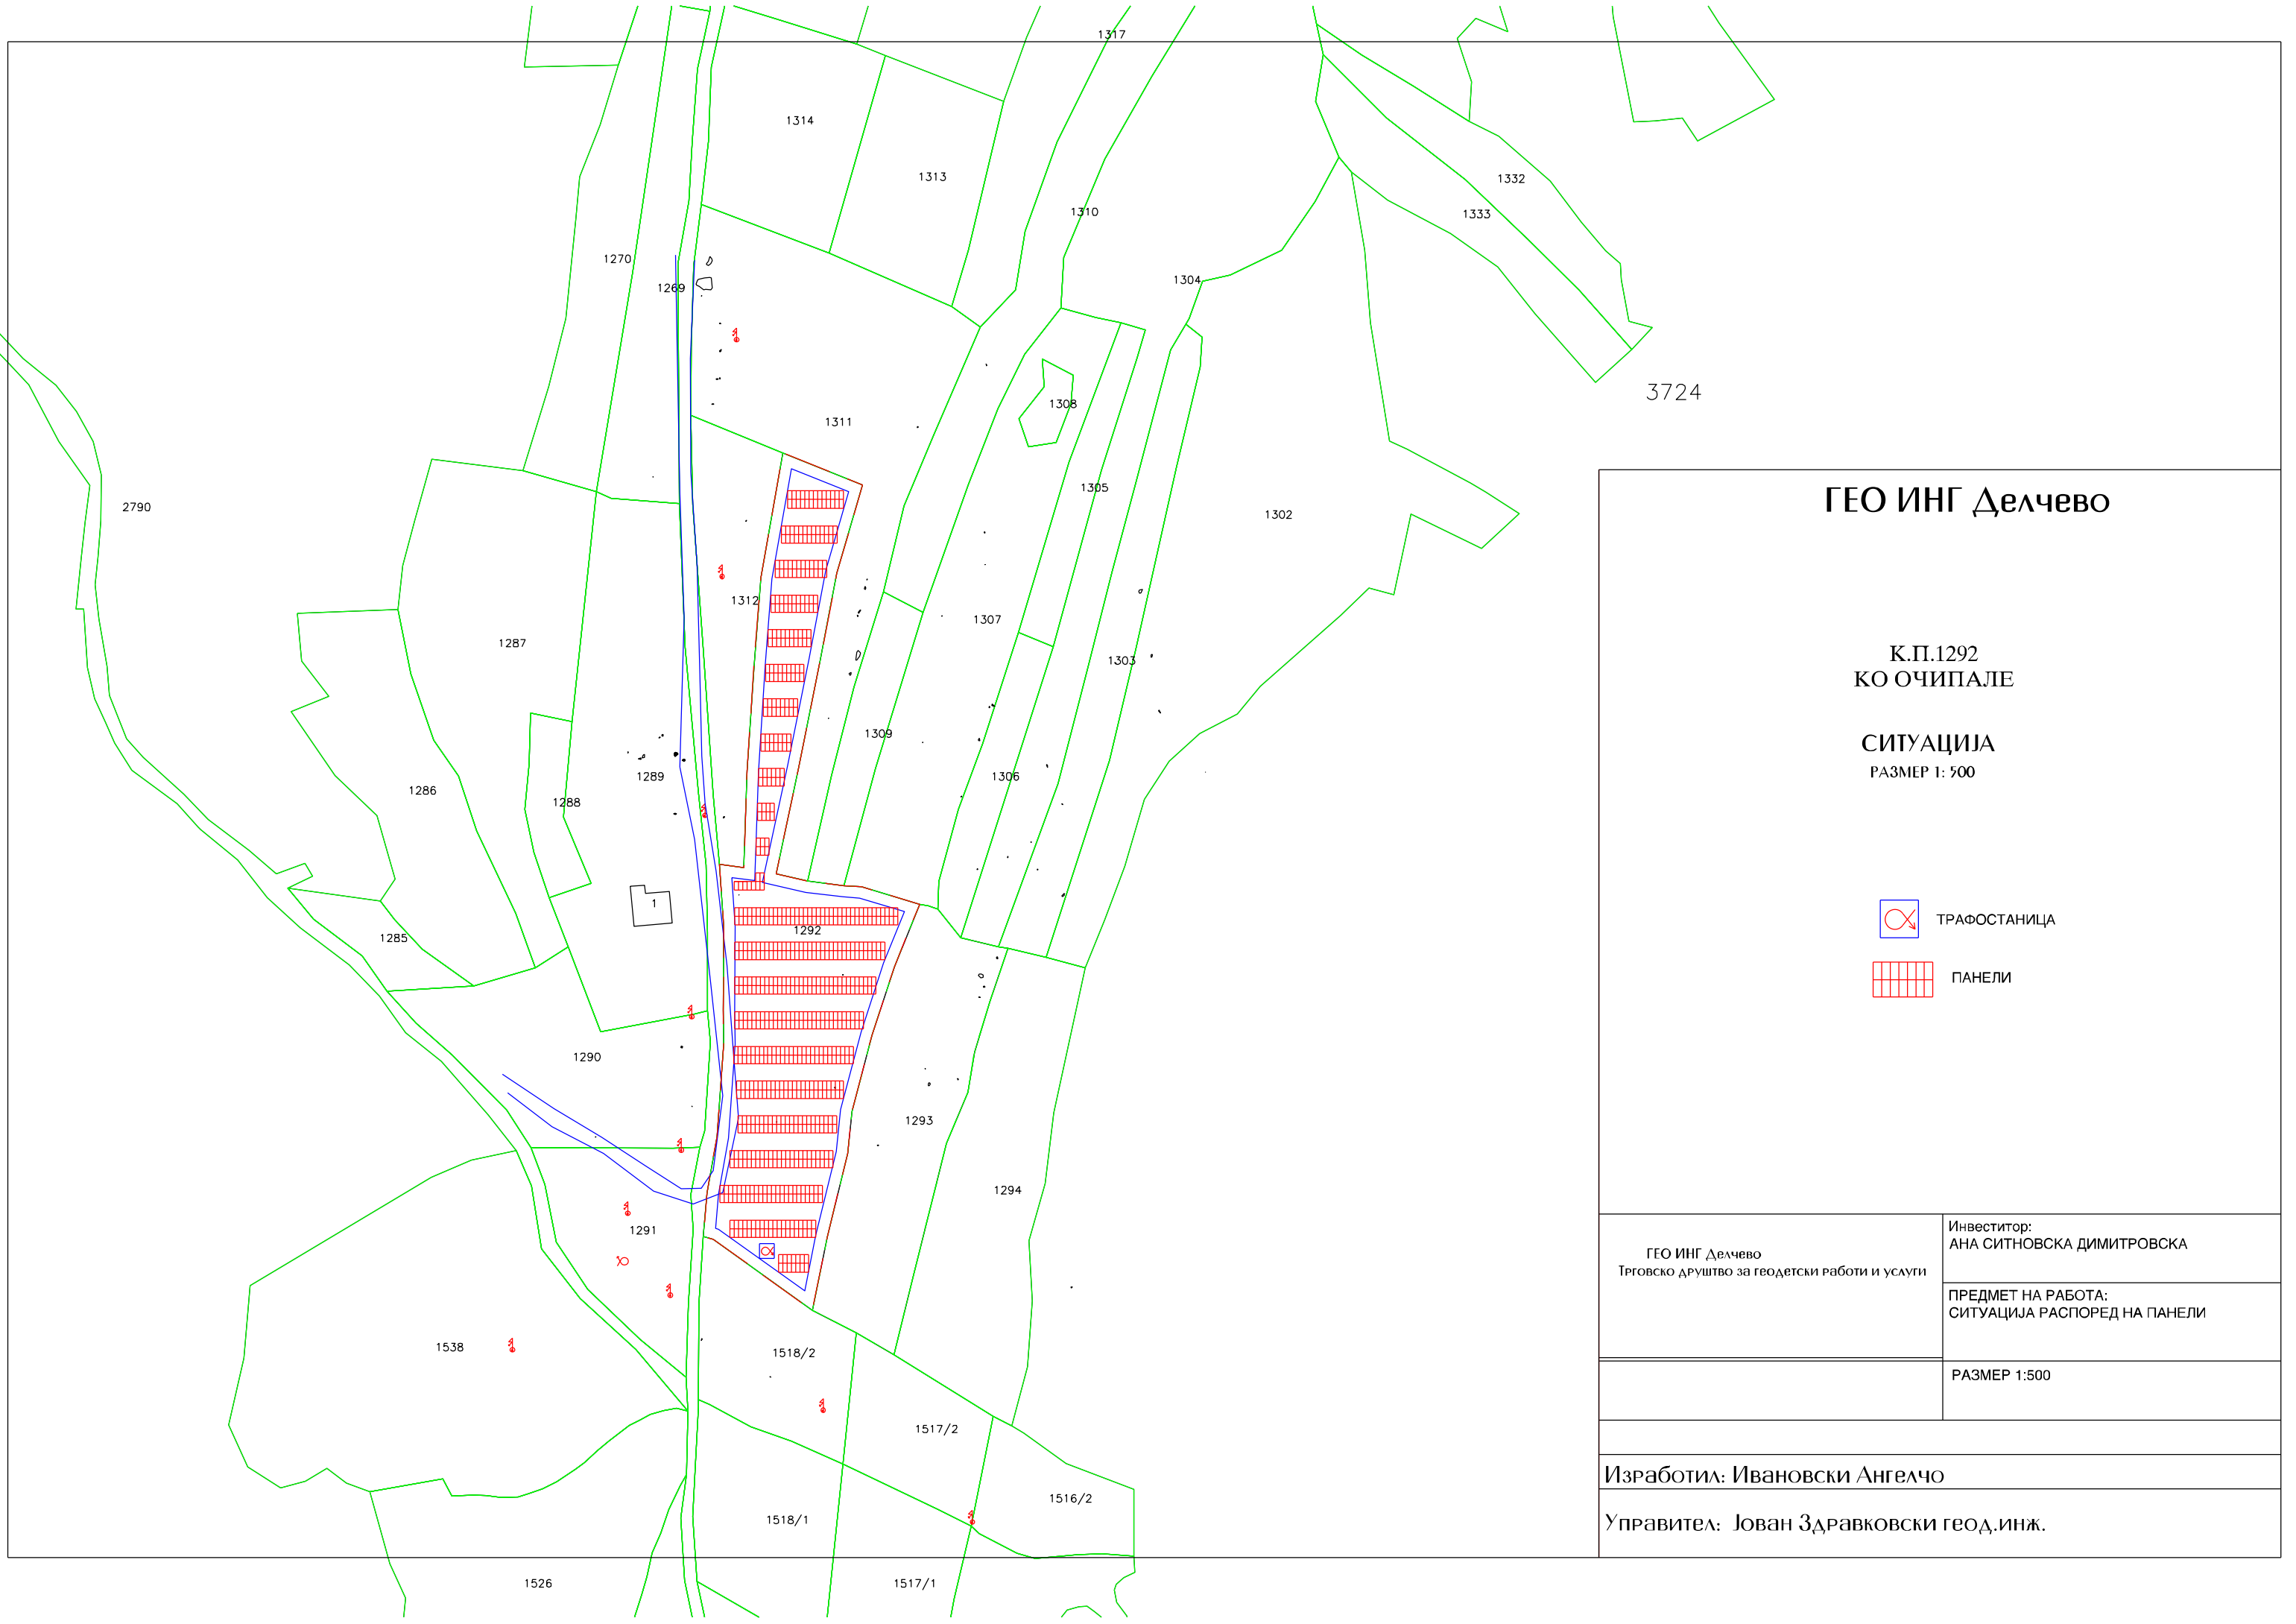 1317
1314
1313
1332
1310
1333
1270
1304
1269
3724
1308
1311
1305
2790
1302
1312
1307
1287
1303
1309
1306
1289
1286
1288
1
1292
1285
1290
1293
1294
1291
1538
1518/2
1517/2
1516/2
1518/1
1526
1517/1
ГЕО ИНГ Делчево
К.П.1292
КО ОЧИПАЛЕ
СИТУАЦИЈА
РАЗМЕР 1: 500
ТРАФОСТАНИЦА
ПАНЕЛИ
ГЕО ИНГ Делчево
Трговско друштво за геодетски работи и услуги
Инвеститор:
АНА СИТНОВСКА ДИМИТРОВСКА
ПРЕДМЕТ НА РАБОТА:
СИТУАЦИЈА РАСПОРЕД НА ПАНЕЛИ
РАЗМЕР 1:500
Изработил: Ивановски Ангелчо
Управител: Јован Здравковски геод.инж.